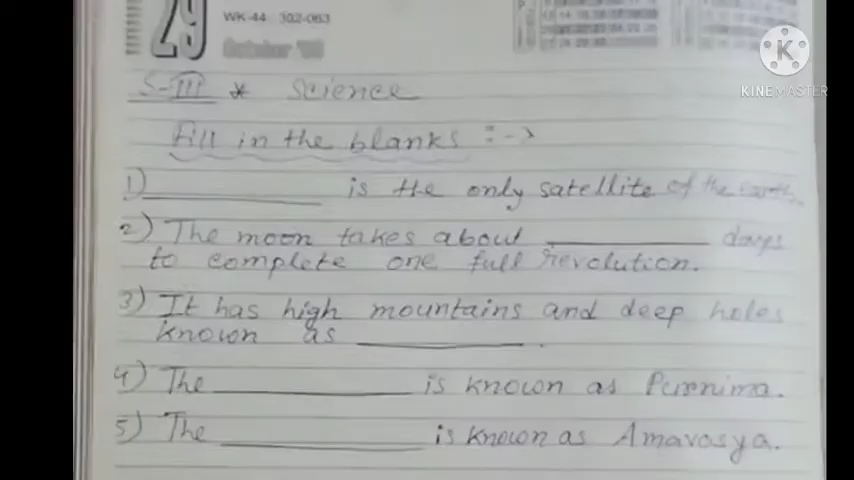 29
WK-44 302-063
October '08
S-III * Science
Fill in the blanks :->
1) __________ is the only satellite of the earth.
2) The moon takes about __________ days
to complete one full revolution.
3) It has high mountains and deep holes
known as __________.
4) The __________ is known as Purnima.
5) The __________ is known as Amavasya.
K
KINEMASTER